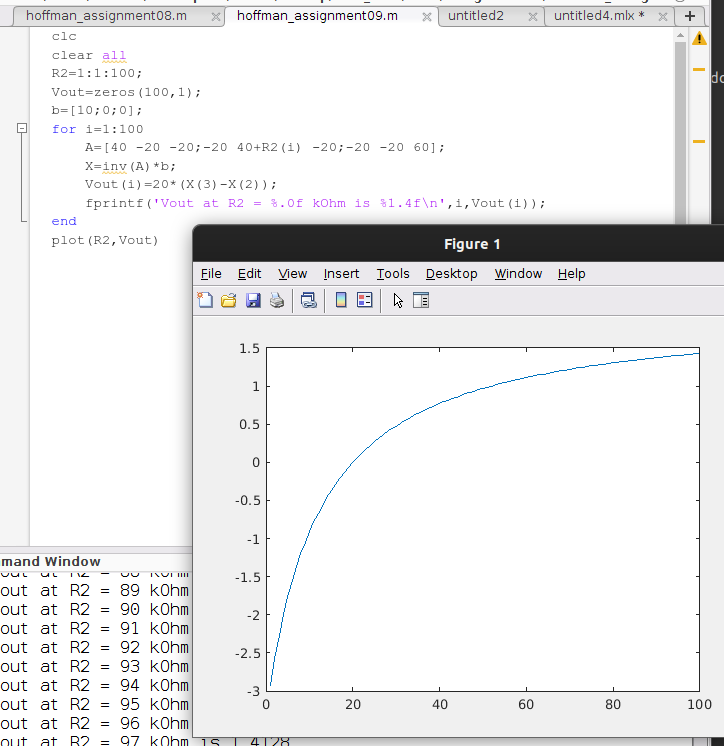 hoffman_assignment08.m
hoffman_assignment09.m
untitled2
untitled4.mlx *
clc
clear all
R2=1:1:100;
Vout=zeros(100,1);
b=[10;0;0];
for i=1:100
A=[40 -20 -20;-20 40+R2(i) -20;-20 -20 60];
X=inv(A)*b;
Vout(i)=20*(X(3)-X(2));
fprintf('Vout at R2 = %.0f kOhm is %1.4f\n',i,Vout(i));
end
plot(R2,Vout)
Figure 1
File Edit View Insert Tools Desktop Window Help
1.5
1
0.5
0
-0.5
-1
-1.5
-2
-2.5
-3
0 20 40 60 80 100
mand Window
out at R2 = 88 kOhm
out at R2 = 89 kOhm
out at R2 = 90 kOhm
out at R2 = 91 kOhm
out at R2 = 92 kOhm
out at R2 = 93 kOhm
out at R2 = 94 kOhm
out at R2 = 95 kOhm
out at R2 = 96 kOhm
out at R2 = 97 kOhm is 1.4128